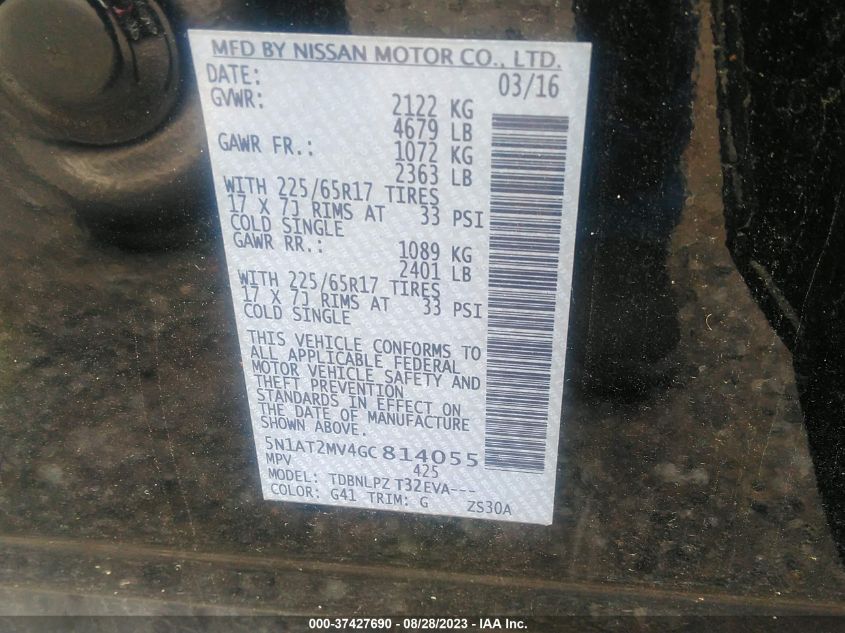 MFD BY NISSAN MOTOR CO., LTD.
DATE: 03/16
GVWR: 2122 KG
4679 LB
GAWR FR.: 1072 KG
2363 LB
WITH 225/65R17 TIRES
17 X 7J RIMS AT 33 PSI
COLD SINGLE
GAWR RR.: 1089 KG
2401 LB
WITH 225/65R17 TIRES
17 X 7J RIMS AT 33 PSI
COLD SINGLE
THIS VEHICLE CONFORMS TO
ALL APPLICABLE FEDERAL
MOTOR VEHICLE SAFETY AND
THEFT PREVENTION
STANDARDS IN EFFECT ON
THE DATE OF MANUFACTURE
SHOWN ABOVE.
5N1AT2MV4GC814055
MPV 425
MODEL: TDBNLPZ T32EVA---
COLOR: G41 TRIM: G ZS30A
000-37427690 - 08/28/2023 - IAA Inc.